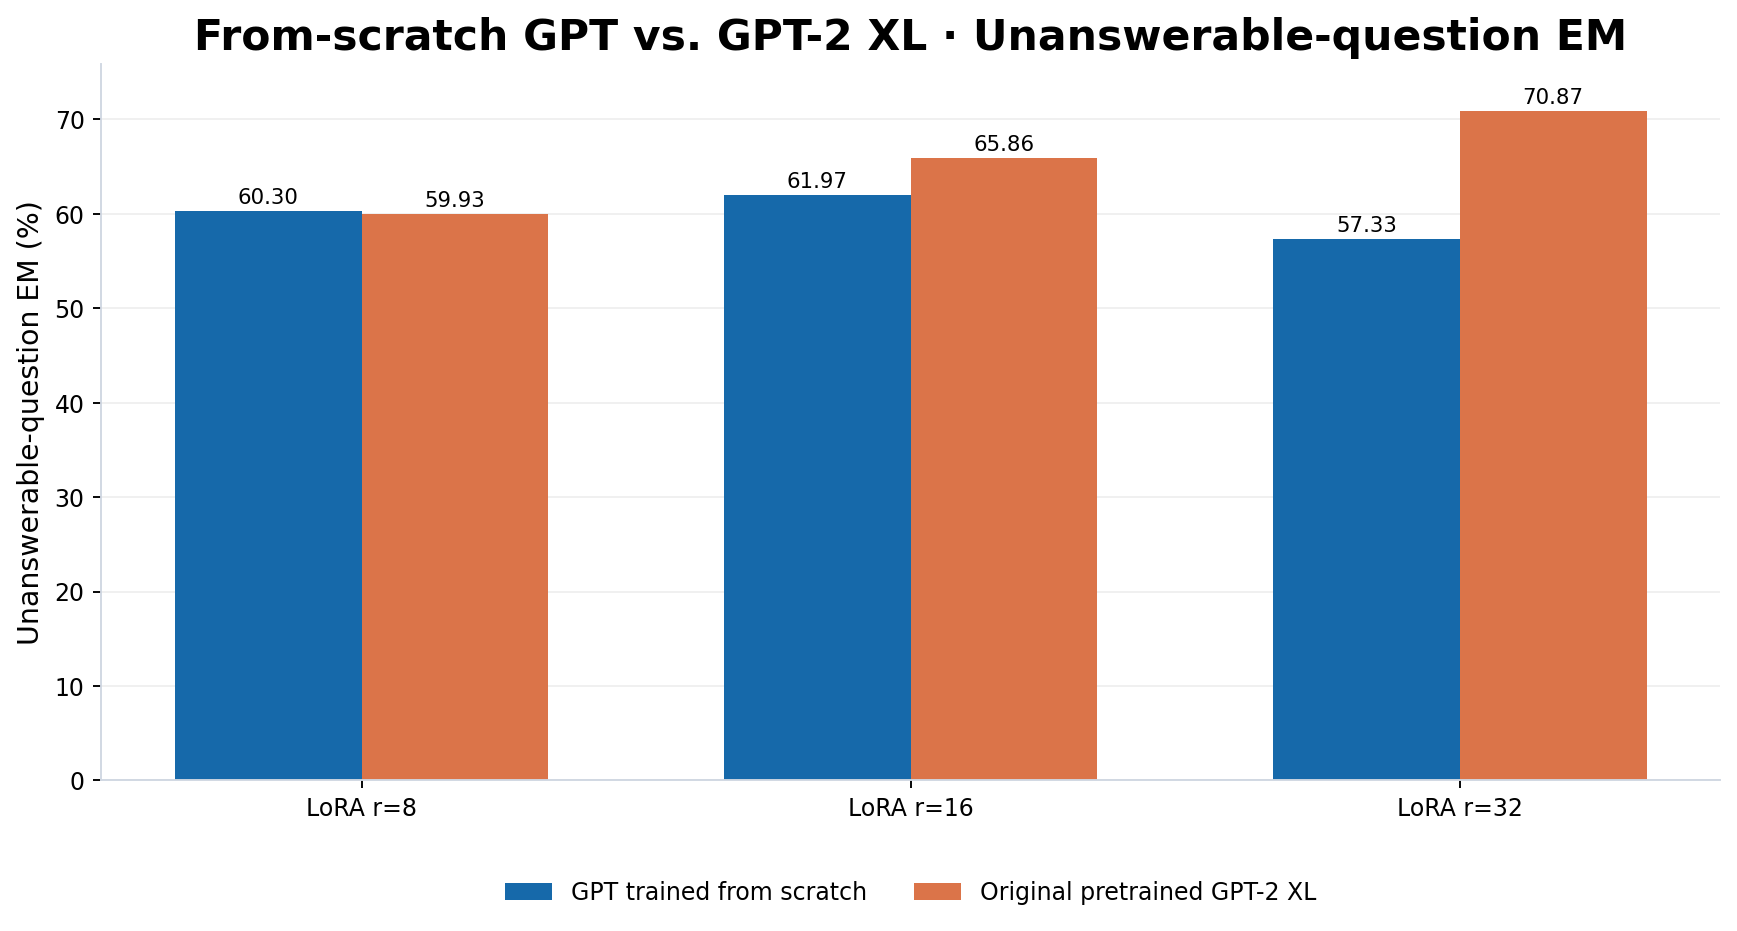 From-scratch GPT vs. GPT-2 XL · Unanswerable-question EM
Unanswerable-question EM (%)
70
60
50
40
30
20
10
0
60.30
59.93
61.97
65.86
57.33
70.87
LoRA r=8
LoRA r=16
LoRA r=32
GPT trained from scratch
Original pretrained GPT-2 XL